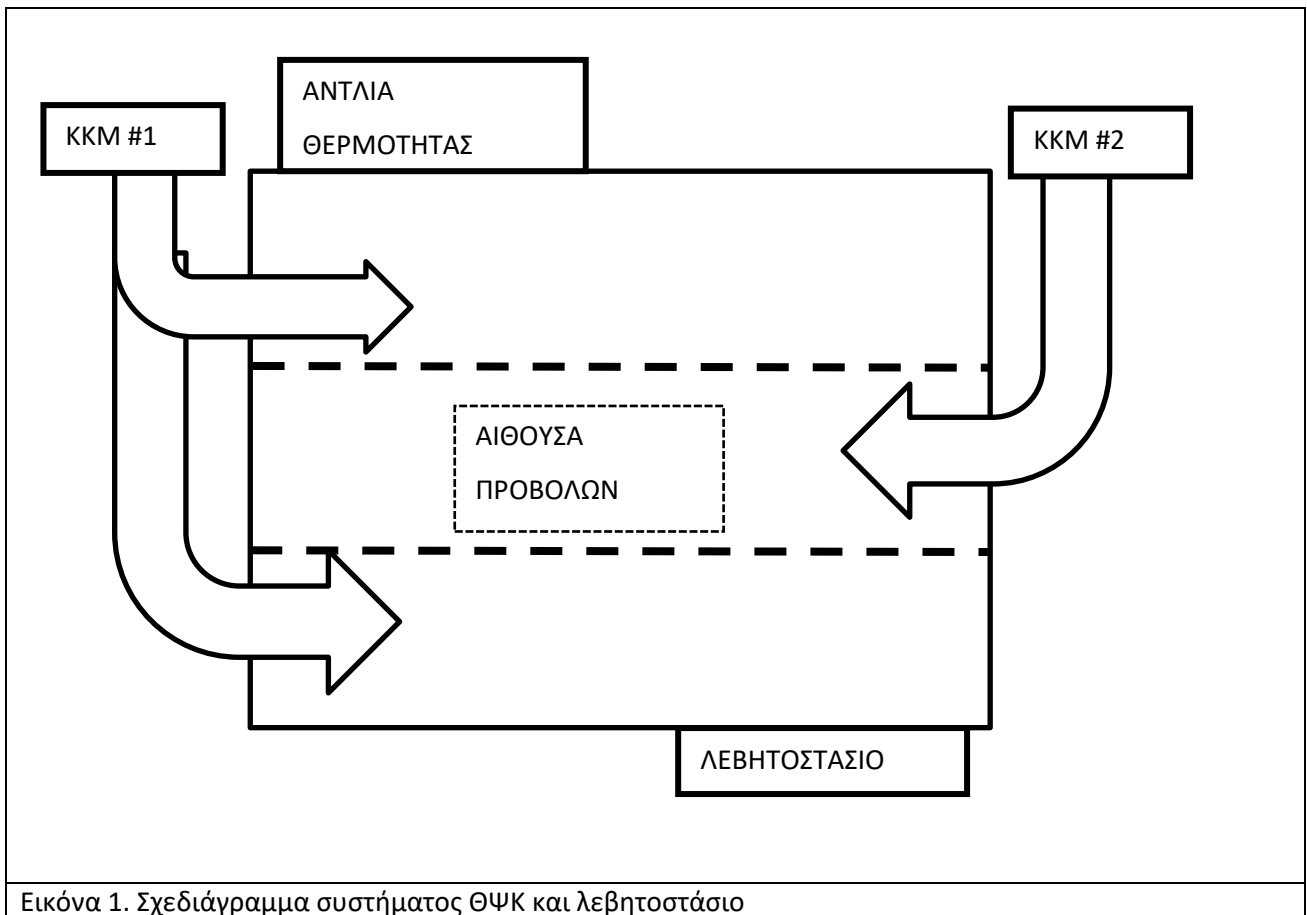 ΑΝΤΛΙΑ
ΘΕΡΜΟΤΗΤΑΣ
ΚΚΜ #1
ΚΚΜ #2
ΑΙΘΟΥΣΑ
ΠΡΟΒΟΛΩΝ
ΛΕΒΗΤΟΣΤΑΣΙΟ
Εικόνα 1. Σχεδιάγραμμα συστήματος ΘΨΚ και λεβητοστάσιο